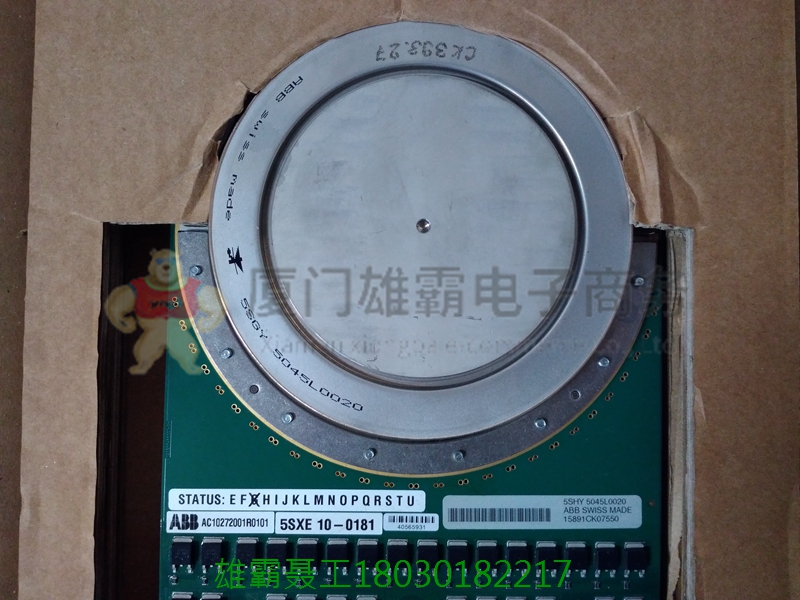 CK393.27
ABB swiss made
5SGY 5045L0020
厦门雄霸电子商务
STATUS: E F G H I J K L M N O P Q R S T U
ABB AC10272001R0101
5SXE 10-0181
40565931
5SHY 5045L0020
ABB SWISS MADE
15891CK07550
雄霸聂工18030182217